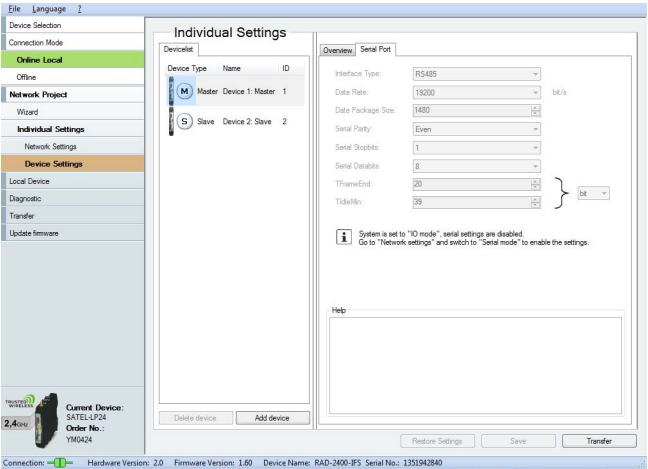 File Language ?
Device Selection
Connection Mode
Online Local
Offline
Network Project
Wizard
Individual Settings
Network Settings
Device Settings
Local Device
Diagnostic
Transfer
Update firmware
TRUSTED
WIRELESS
2,4GHz
Current Device:
SATEL-LP24
Order No.:
YM0424
Individual Settings
Devicelist
Device Type Name ID
M Master Device 1: Master 1
S Slave Device 2: Slave 2
Delete device Add device
Overview Serial Port
Interface Type: RS485
Data Rate: 19200 bit/s
Data Package Size: 1480
Serial Parity: Even
Serial Stopbits: 1
Serial Databits: 8
TFrameEnd: 20
TIdleMin: 39
bit
i System is set to "IO mode", serial settings are disabled.
Go to "Network settings" and switch to "Serial mode" to enable the settings.
Help
Restore Settings Save Transfer
Connection: Hardware Version: 2.0 Firmware Version: 1.60 Device Name: RAD-2400-IFS Serial No.: 1351942840